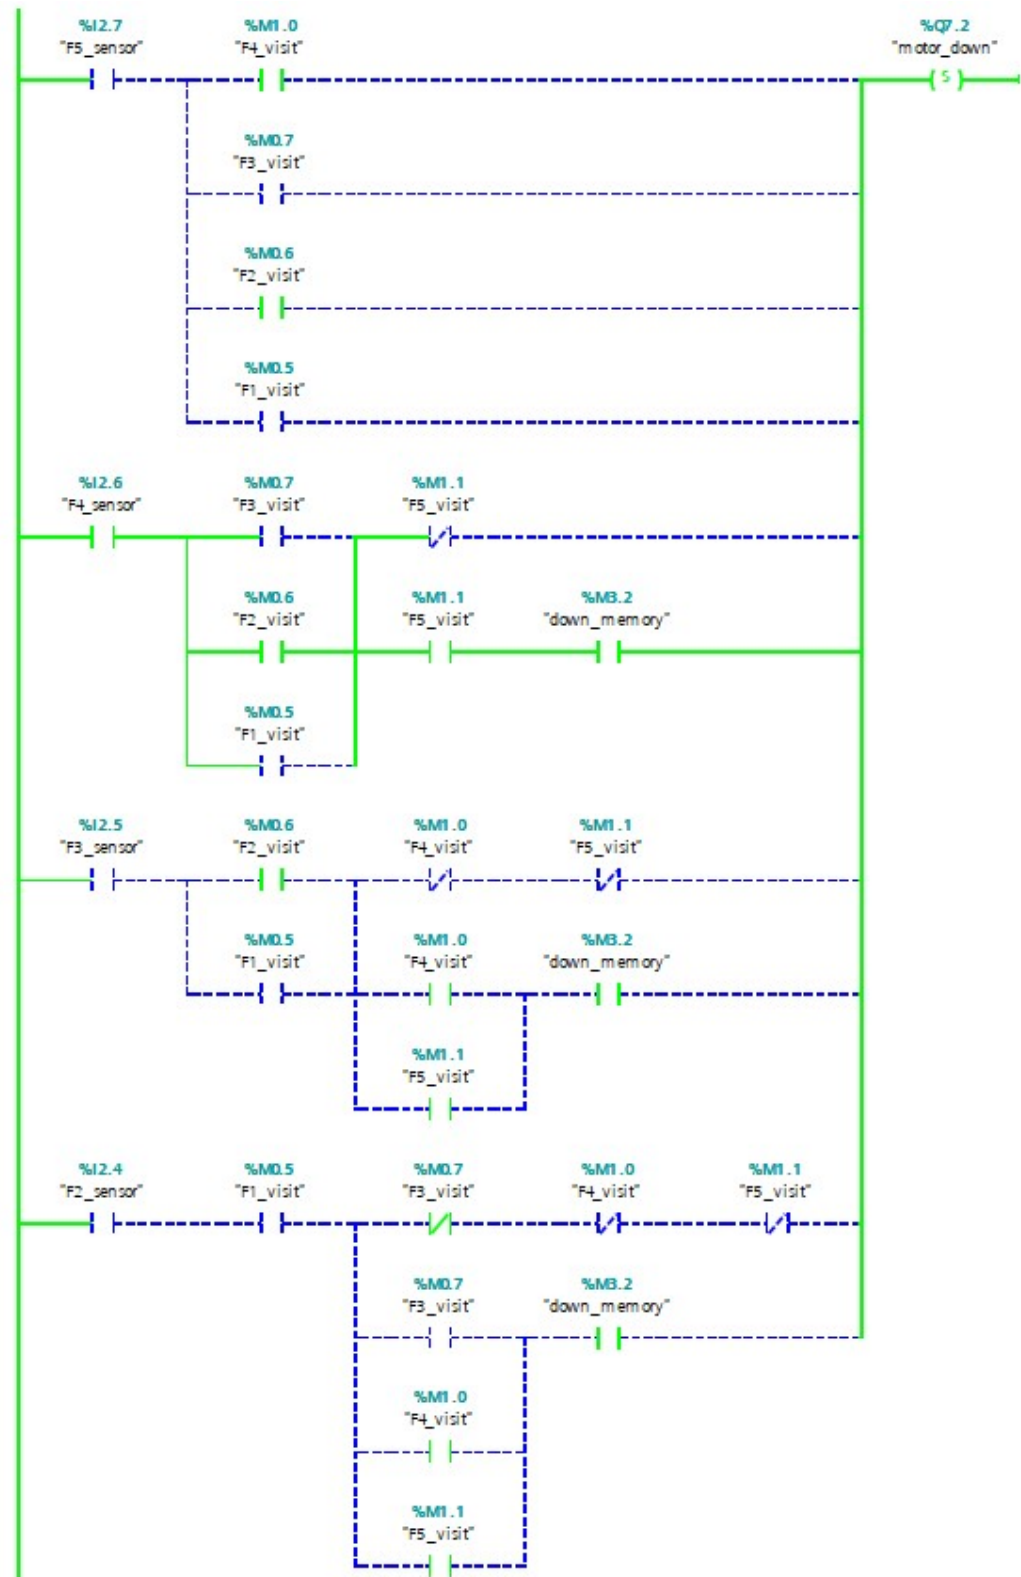 %I2.7 %M1.0 %Q7.2
"F5_sensor" "F4_visit" "motor_down"
S
%M0.7
"F3_visit"
%M0.6
"F2_visit"
%M0.5
"F1_visit"
%I2.6 %M0.7 %M1.1
"F4_sensor" "F3_visit" "F5_visit"
%M0.6 %M1.1 %M3.2
"F2_visit" "F5_visit" "down_memory"
%M0.5
"F1_visit"
%I2.5 %M0.6 %M1.0 %M1.1
"F3_sensor" "F2_visit" "F4_visit" "F5_visit"
%M0.5 %M1.0 %M3.2
"F1_visit" "F4_visit" "down_memory"
%M1.1
"F5_visit"
%I2.4 %M0.5 %M0.7 %M1.0 %M1.1
"F2_sensor" "F1_visit" "F3_visit" "F4_visit" "F5_visit"
%M0.7 %M3.2
"F3_visit" "down_memory"
%M1.0
"F4_visit"
%M1.1
"F5_visit"